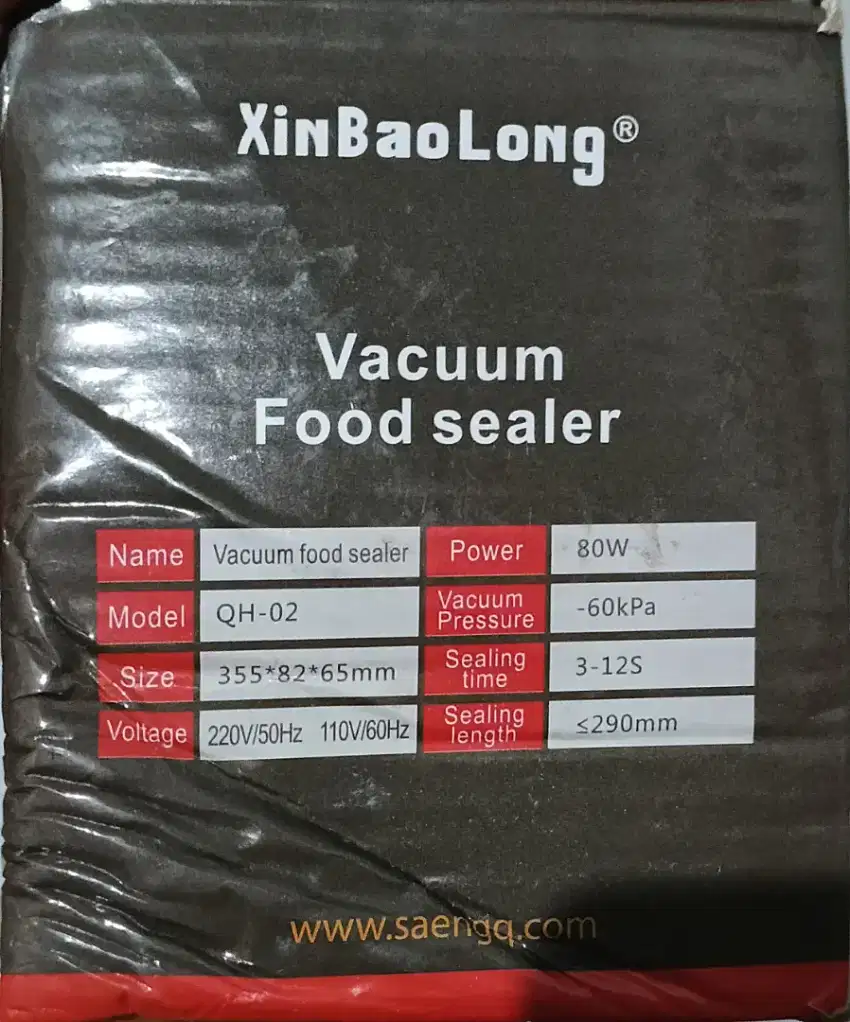 XinBaoLong®
Vacuum
Food sealer
Name Vacuum food sealer Power 80W
Model QH-02 Vacuum Pressure -60kPa
Size 355*82*65mm Sealing time 3-12S
Voltage 220V/50Hz 110V/60Hz Sealing length ≤290mm
www.saengq.com